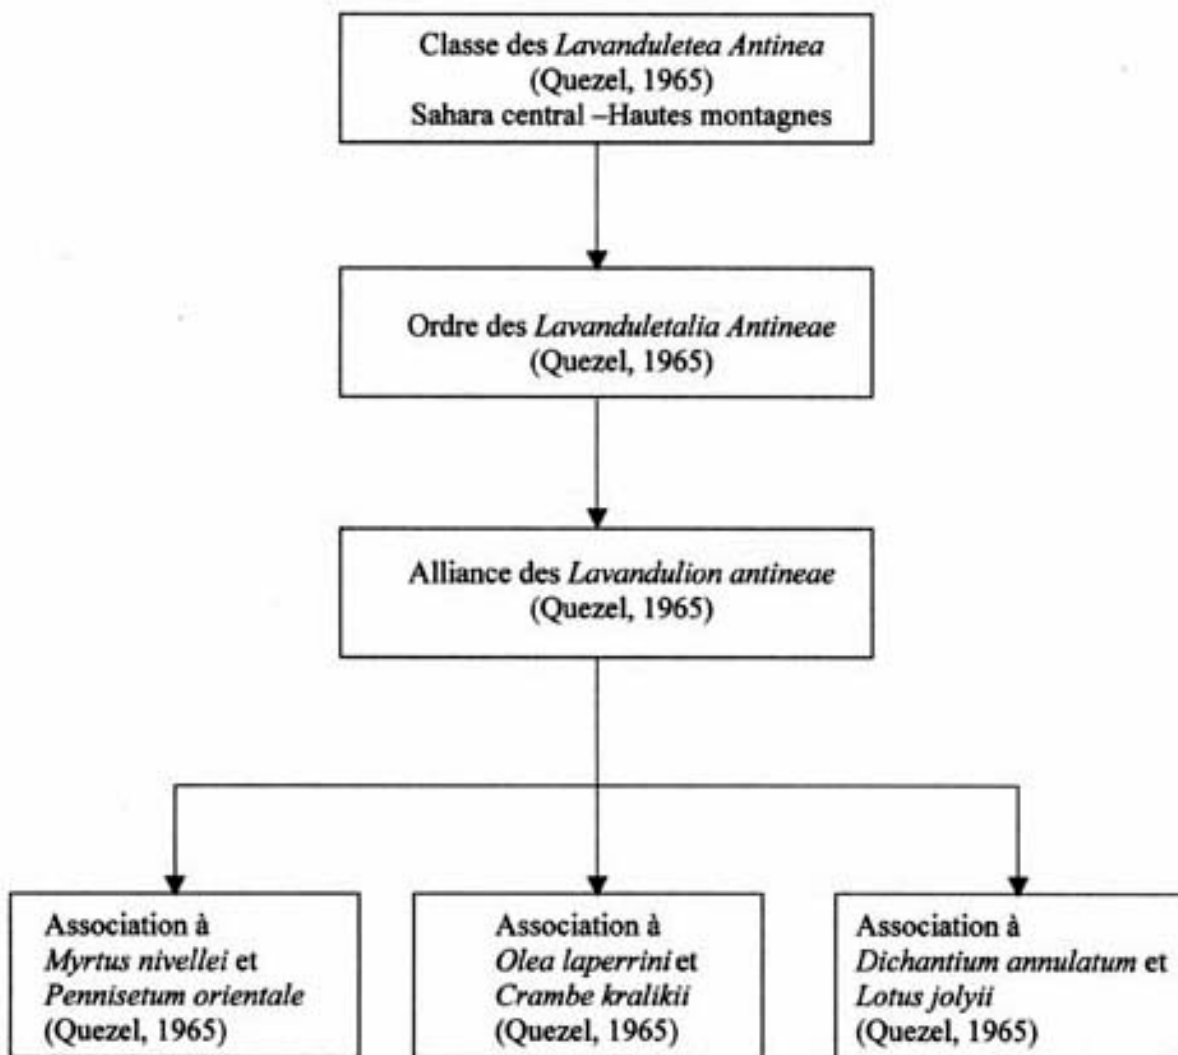 Classe des Lavanduletea Antinea
(Quezel, 1965)
Sahara central –Hautes montagnes
Ordre des Lavanduletalia Antineae
(Quezel, 1965)
Alliance des Lavandulion antineae
(Quezel, 1965)
Association à
Myrtus nivellei et
Pennisetum orientale
(Quezel, 1965)
Association à
Olea laperrini et
Crambe kralikii
(Quezel, 1965)
Association à
Dichantium annulatum et
Lotus jolyii
(Quezel, 1965)